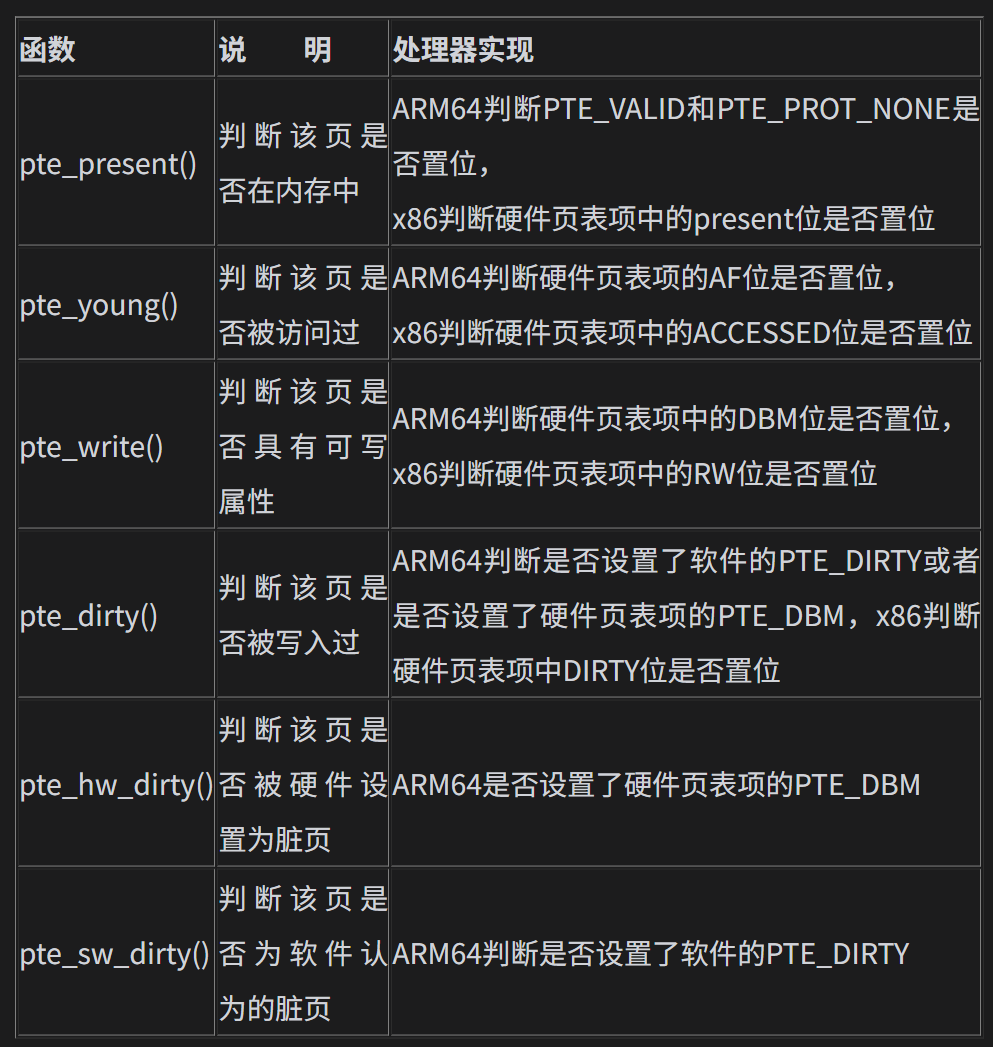 函数
说 明
处理器实现
pte_present()
判断该页是
否在内存中
ARM64判断PTE_VALID和PTE_PROT_NONE是
否置位，
x86判断硬件页表项中的present位是否置位
pte_young()
判断该页是
否被访问过
ARM64判断硬件页表项的AF位是否置位，
x86判断硬件页表项中的ACCESSED位是否置位
pte_write()
判断该页是
否具有可写
属性
ARM64判断硬件页表项中的DBM位是否置位，
x86判断硬件页表项中的RW位是否置位
pte_dirty()
判断该页是
否被写入过
ARM64判断是否设置了软件的PTE_DIRTY或者
是否设置了硬件页表项的PTE_DBM，x86判断
硬件页表项中DIRTY位是否置位
pte_hw_dirty()
判断该页是
否被硬件设
置为脏页
ARM64是否设置了硬件页表项的PTE_DBM
pte_sw_dirty()
判断该页是
否为软件认
为的脏页
ARM64判断是否设置了软件的PTE_DIRTY